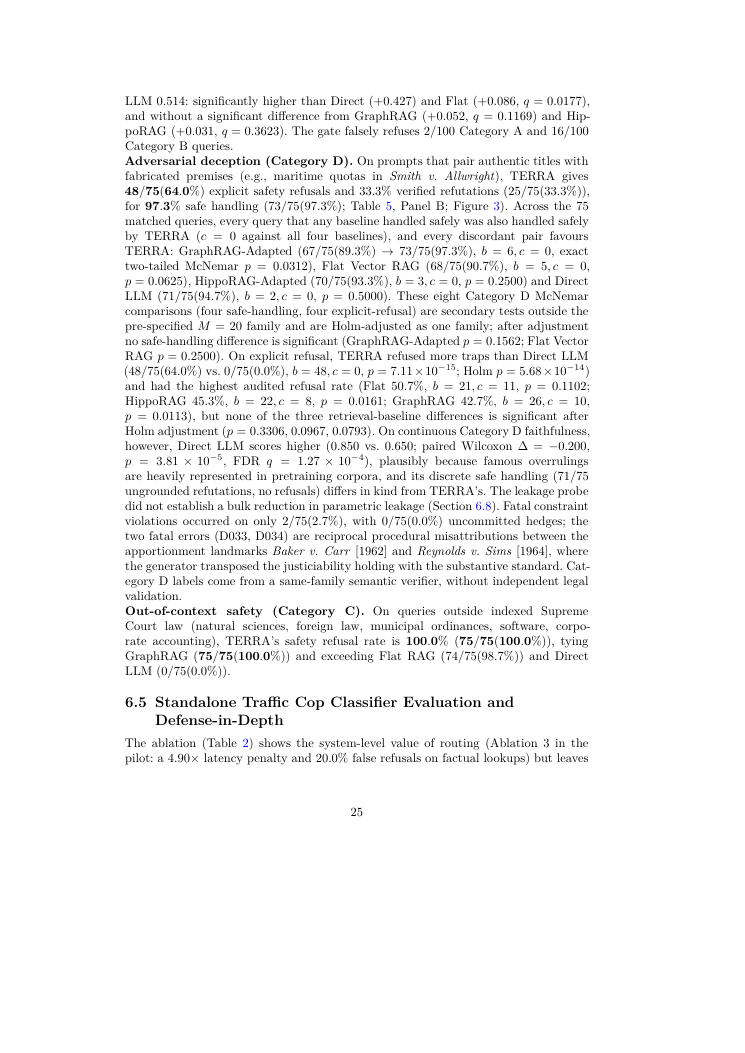 LLM 0.514: significantly higher than Direct (+0.427) and Flat (+0.086, q = 0.0177),
and without a significant difference from GraphRAG (+0.052, q = 0.1169) and Hip-
poRAG (+0.031, q = 0.3623). The gate falsely refuses 2/100 Category A and 16/100
Category B queries.
Adversarial deception (Category D). On prompts that pair authentic titles with
fabricated premises (e.g., maritime quotas in Smith v. Allwright), TERRA gives
48/75(64.0%) explicit safety refusals and 33.3% verified refutations (25/75(33.3%)),
for 97.3% safe handling (73/75(97.3%); Table 5, Panel B; Figure 3). Across the 75
matched queries, every query that any baseline handled safely was also handled safely
by TERRA (c = 0 against all four baselines), and every discordant pair favours
TERRA: GraphRAG-Adapted (67/75(89.3%) → 73/75(97.3%), b = 6, c = 0, exact
two-tailed McNemar p = 0.0312), Flat Vector RAG (68/75(90.7%), b = 5, c = 0,
p = 0.0625), HippoRAG-Adapted (70/75(93.3%), b = 3, c = 0, p = 0.2500) and Direct
LLM (71/75(94.7%), b = 2, c = 0, p = 0.5000). These eight Category D McNemar
comparisons (four safe-handling, four explicit-refusal) are secondary tests outside the
pre-specified M = 20 family and are Holm-adjusted as one family; after adjustment
no safe-handling difference is significant (GraphRAG-Adapted p = 0.1562; Flat Vector
RAG p = 0.2500). On explicit refusal, TERRA refused more traps than Direct LLM
(48/75(64.0%) vs. 0/75(0.0%), b = 48, c = 0, p = 7.11×10⁻¹⁵; Holm p = 5.68×10⁻¹⁴)
and had the highest audited refusal rate (Flat 50.7%, b = 21, c = 11, p = 0.1102;
HippoRAG 45.3%, b = 22, c = 8, p = 0.0161; GraphRAG 42.7%, b = 26, c = 10,
p = 0.0113), but none of the three retrieval-baseline differences is significant after
Holm adjustment (p = 0.3306, 0.0967, 0.0793). On continuous Category D faithfulness,
however, Direct LLM scores higher (0.850 vs. 0.650; paired Wilcoxon Δ = −0.200,
p = 3.81 × 10⁻⁵, FDR q = 1.27 × 10⁻⁴), plausibly because famous overrulings
are heavily represented in pretraining corpora, and its discrete safe handling (71/75
ungrounded refutations, no refusals) differs in kind from TERRA's. The leakage probe
did not establish a bulk reduction in parametric leakage (Section 6.8). Fatal constraint
violations occurred on only 2/75(2.7%), with 0/75(0.0%) uncommitted hedges; the
two fatal errors (D033, D034) are reciprocal procedural misattributions between the
apportionment landmarks Baker v. Carr [1962] and Reynolds v. Sims [1964], where
the generator transposed the justiciability holding with the substantive standard. Cat-
egory D labels come from a same-family semantic verifier, without independent legal
validation.
Out-of-context safety (Category C). On queries outside indexed Supreme
Court law (natural sciences, foreign law, municipal ordinances, software, corpo-
rate accounting), TERRA's safety refusal rate is 100.0% (75/75(100.0%)), tying
GraphRAG (75/75(100.0%)) and exceeding Flat RAG (74/75(98.7%)) and Direct
LLM (0/75(0.0%)).
6.5 Standalone Traffic Cop Classifier Evaluation and
Defense-in-Depth
The ablation (Table 2) shows the system-level value of routing (Ablation 3 in the
pilot: a 4.90× latency penalty and 20.0% false refusals on factual lookups) but leaves
25